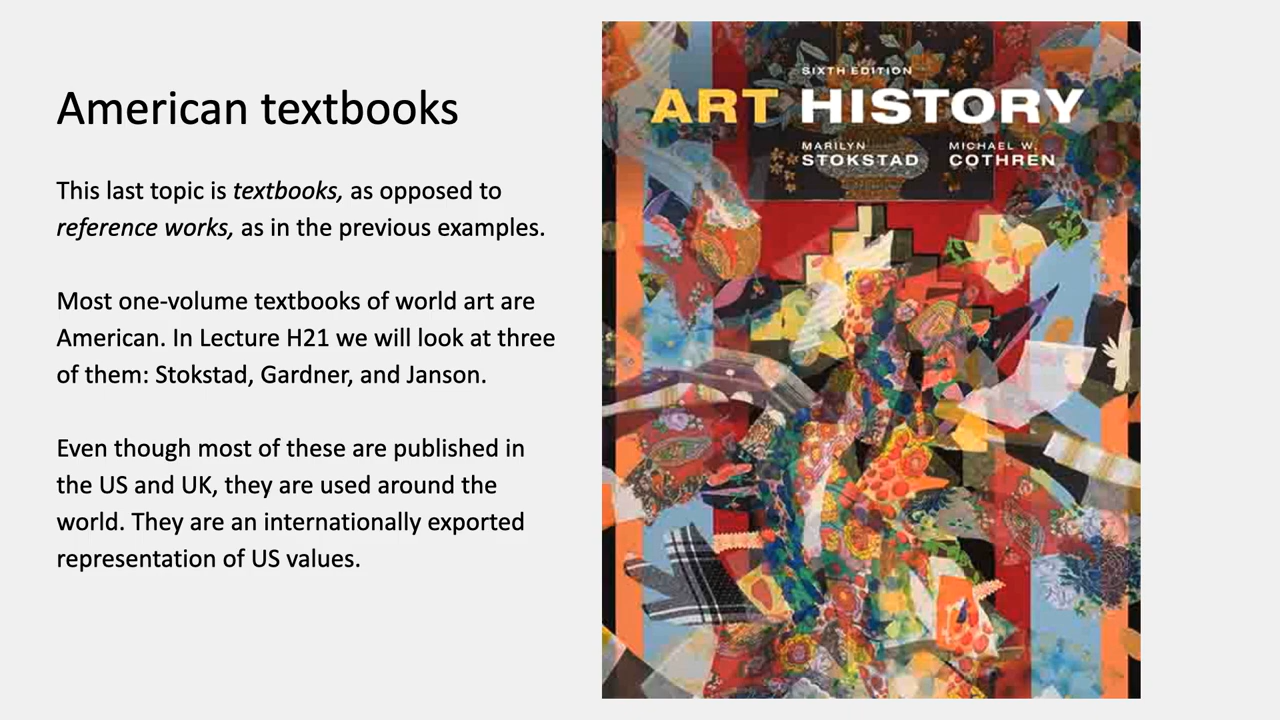 American textbooks
This last topic is textbooks, as opposed to
reference works, as in the previous examples.
Most one-volume textbooks of world art are
American. In Lecture H21 we will look at three
of them: Stokstad, Gardner, and Janson.
Even though most of these are published in
the US and UK, they are used around the
world. They are an internationally exported
representation of US values.
SIXTH EDITION
ART HISTORY
MARILYN STOKSTAD
MICHAEL W. COTHREN